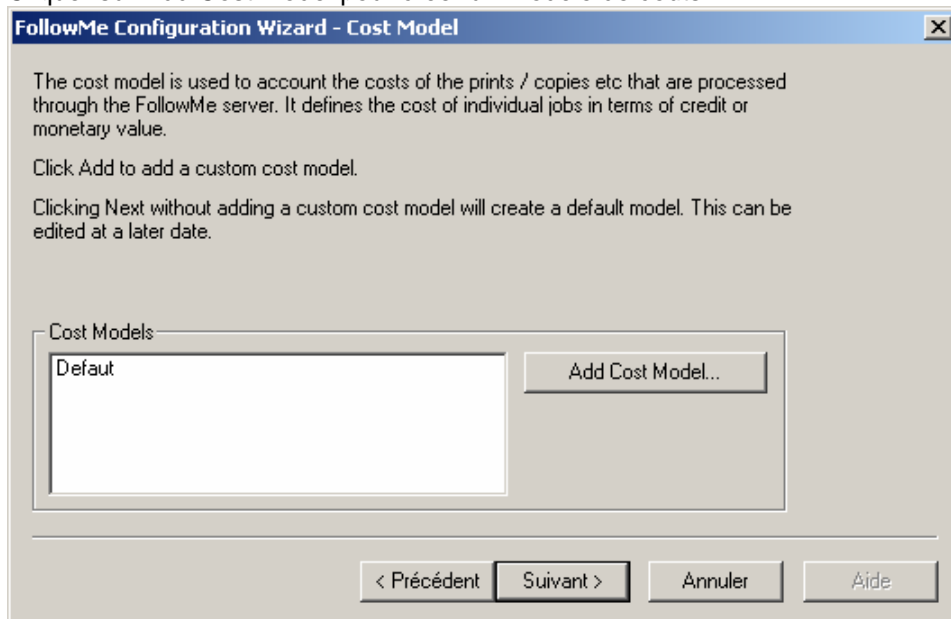 FollowMe Configuration Wizard - Cost Model
The cost model is used to account the costs of the prints / copies etc that are processed
through the FollowMe server. It defines the cost of individual jobs in terms of credit or
monetary value.
Click Add to add a custom cost model.
Clicking Next without adding a custom cost model will create a default model. This can be
edited at a later date.
Cost Models
Defaut
Add Cost Model...
< Précédent
Suivant >
Annuler
Aide